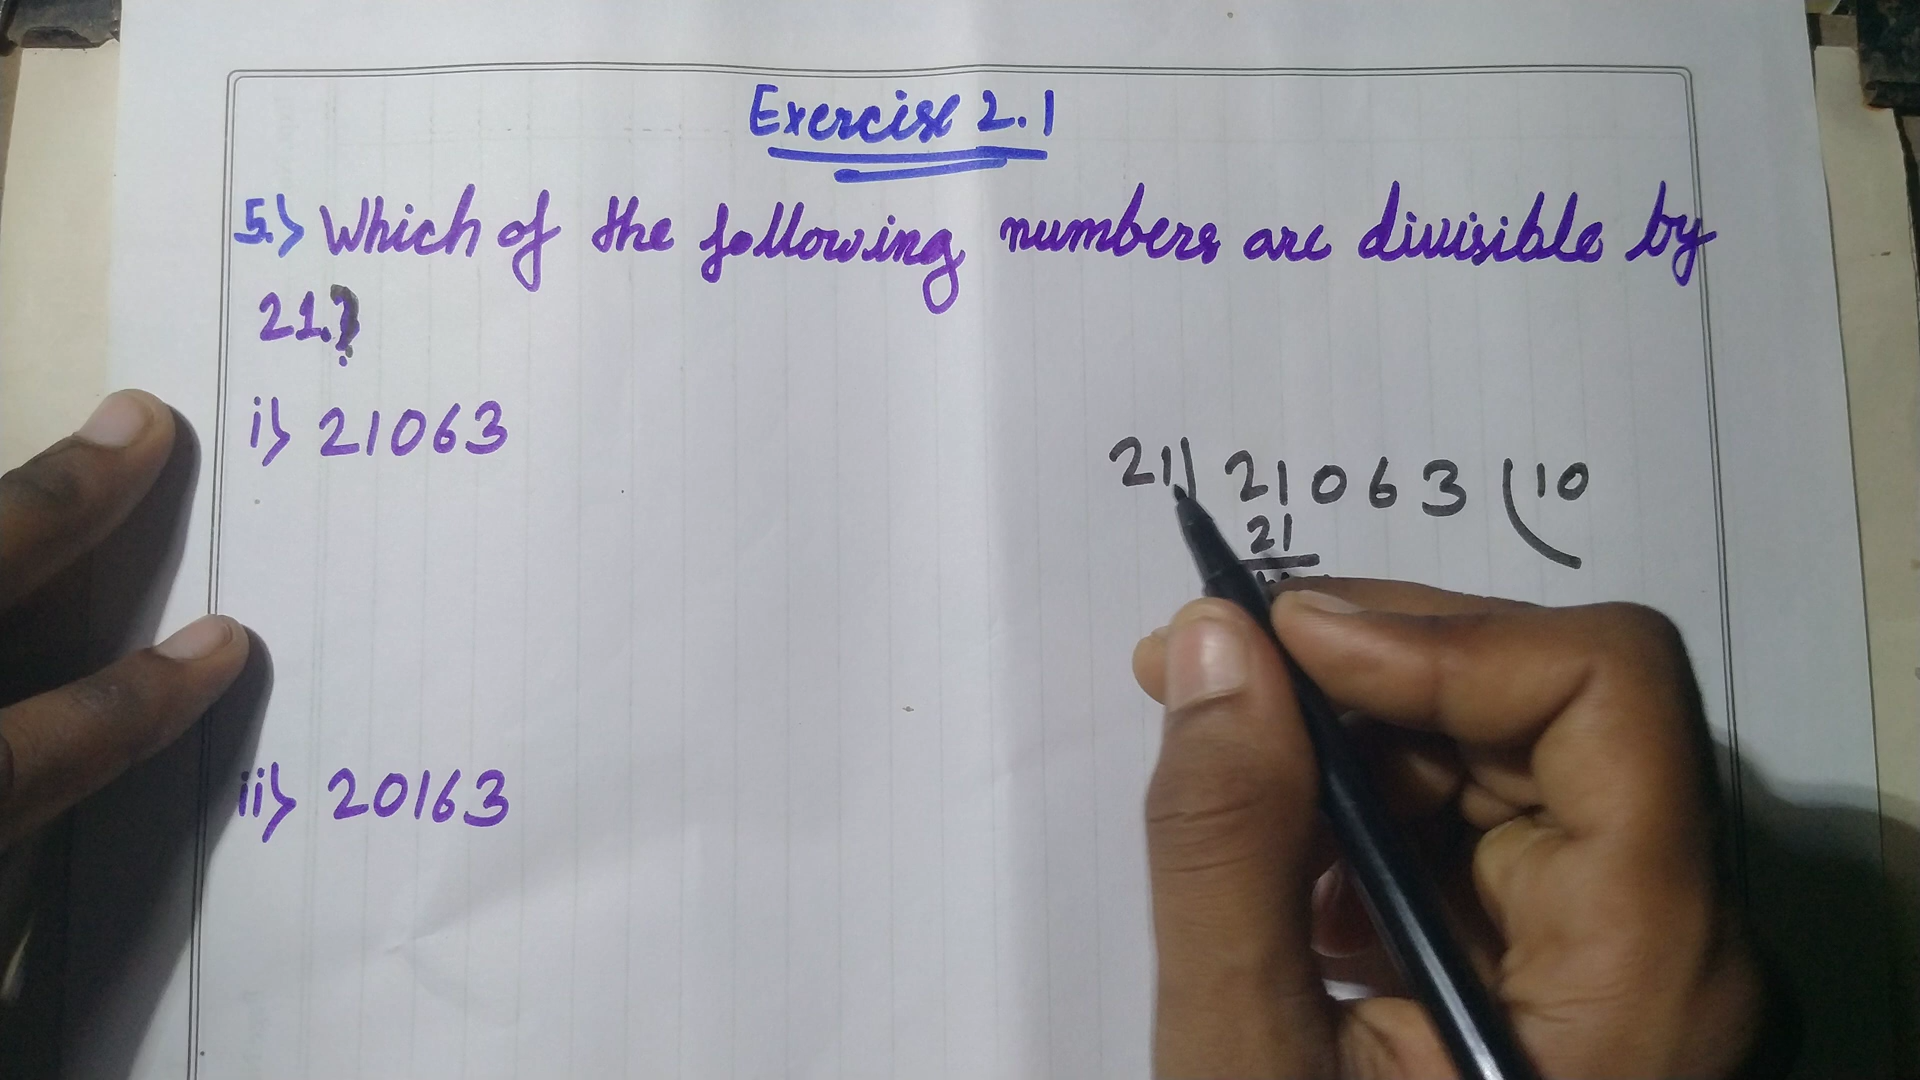 Exercise 2.1
5.) Which of the following numbers are divisible by
21.?
i) 21063
21) 21063 (10
21
ii) 20163